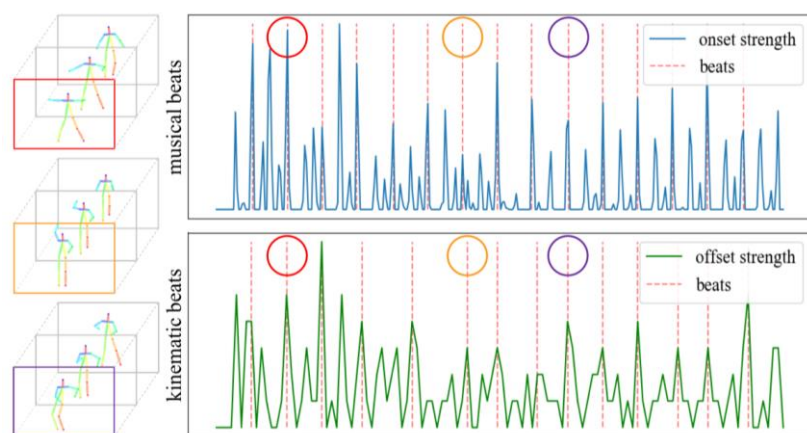 musical beats
onset strength
beats
kinematic beats
offset strength
beats